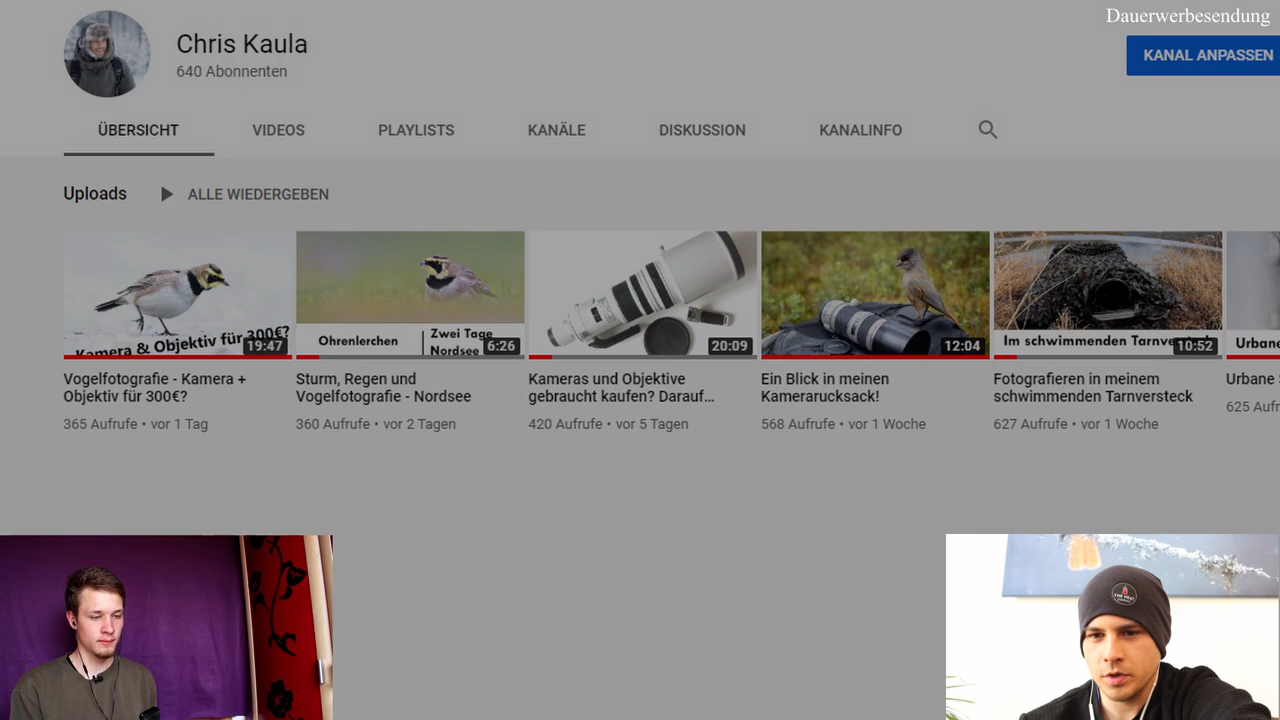 Dauerwerbesendung
Chris Kaula
640 Abonnenten
KANAL ANPASSEN
ÜBERSICHT
VIDEOS
PLAYLISTS
KANÄLE
DISKUSSION
KANALINFO
Uploads
ALLE WIEDERGEBEN
Kamera & Objektiv für 300€?
19:47
Ohrenlerchen
Zwei Tage
Nordsee
6:26
20:09
12:04
Im schwimmenden
10:52
Vogelfotografie - Kamera +
Objektiv für 300€?
365 Aufrufe • vor 1 Tag
Sturm, Regen und
Vogelfotografie - Nordsee
360 Aufrufe • vor 2 Tagen
Kameras und Objektive
gebraucht kaufen? Darauf...
420 Aufrufe • vor 5 Tagen
Ein Blick in meinen
Kamerarucksack!
568 Aufrufe • vor 1 Woche
Fotografieren in meinem
schwimmenden Tarnversteck
627 Aufrufe • vor 1 Woche
Urbane
Urbane
625 Aufr